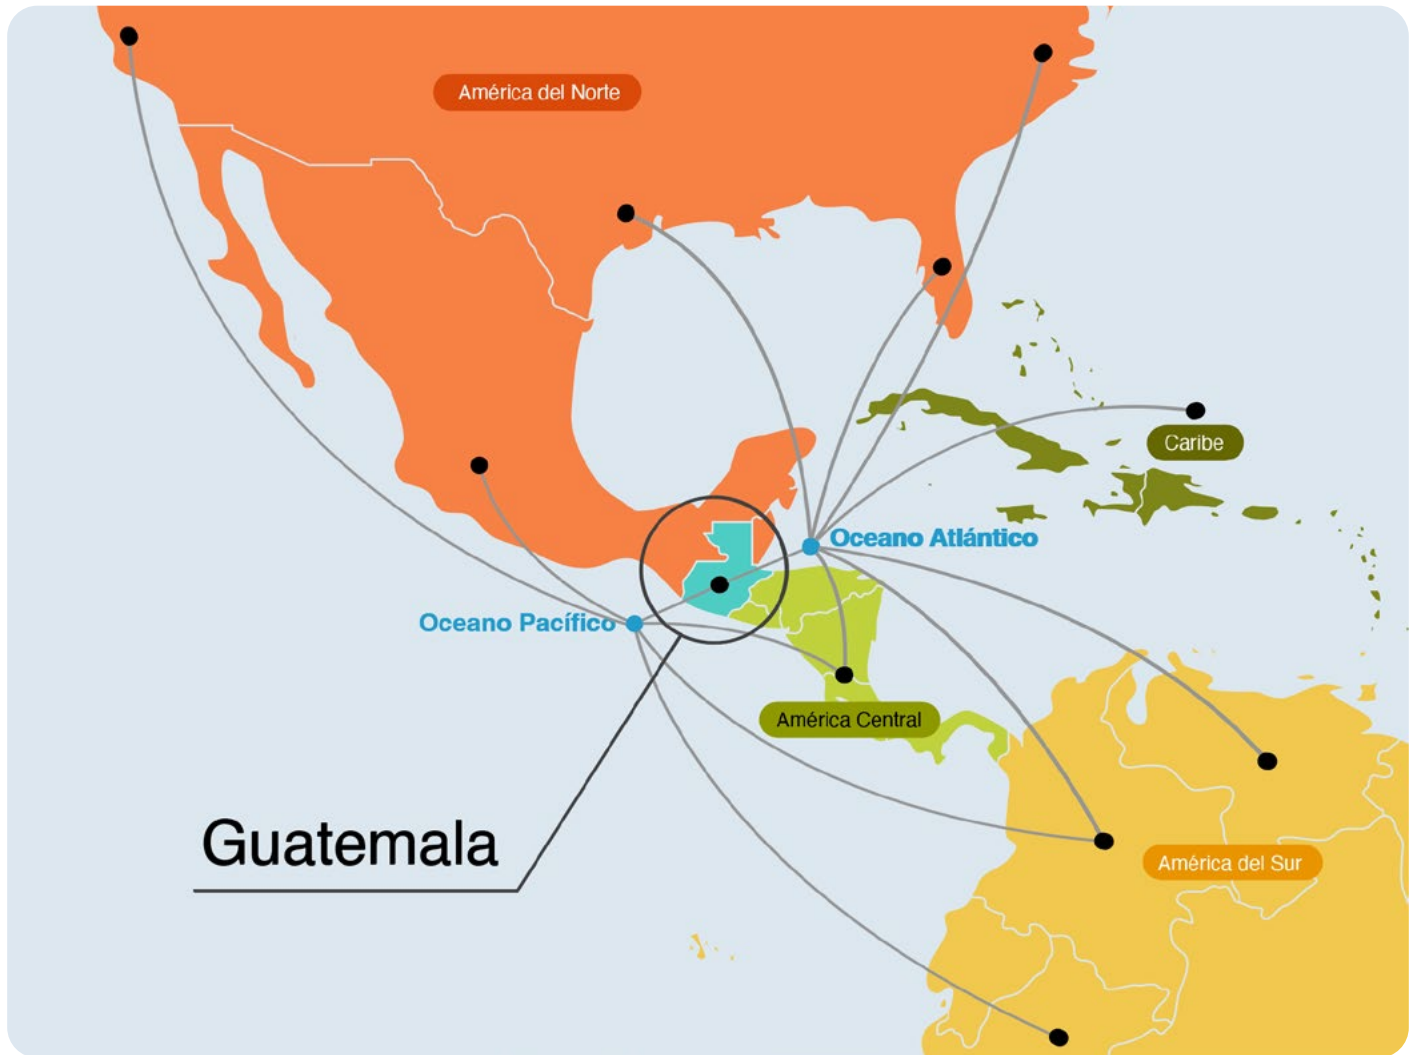 América del Norte
Caribe
Oceano Atlántico
Oceano Pacífico
América Central
Guatemala
América del Sur